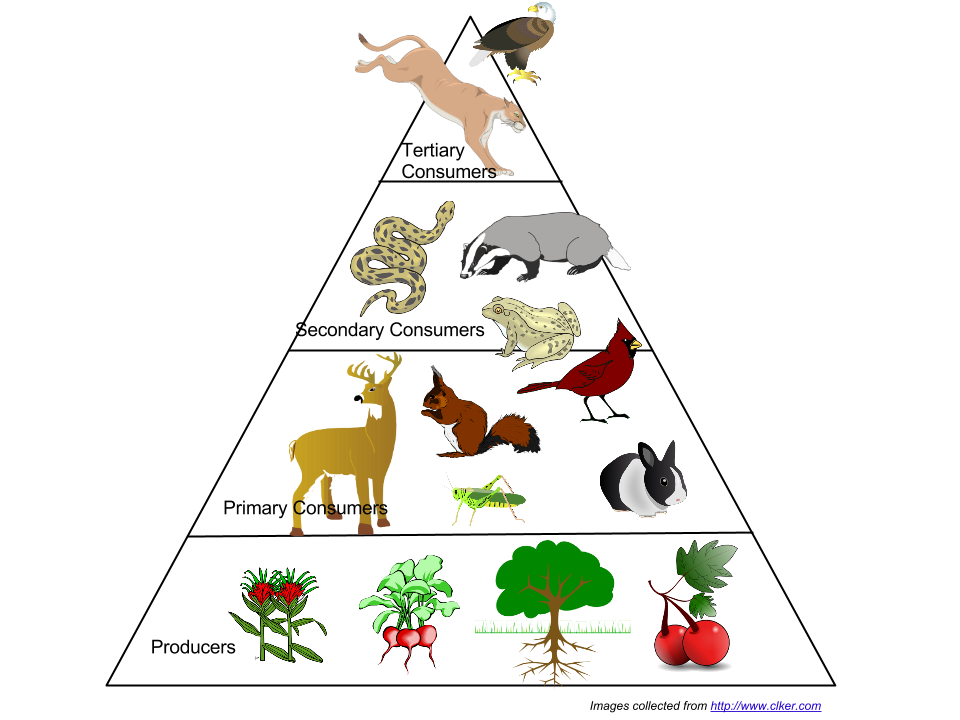 Tertiary
Consumers
Secondary Consumers
Primary Consumers
Producers
Images collected from http://www.clker.com